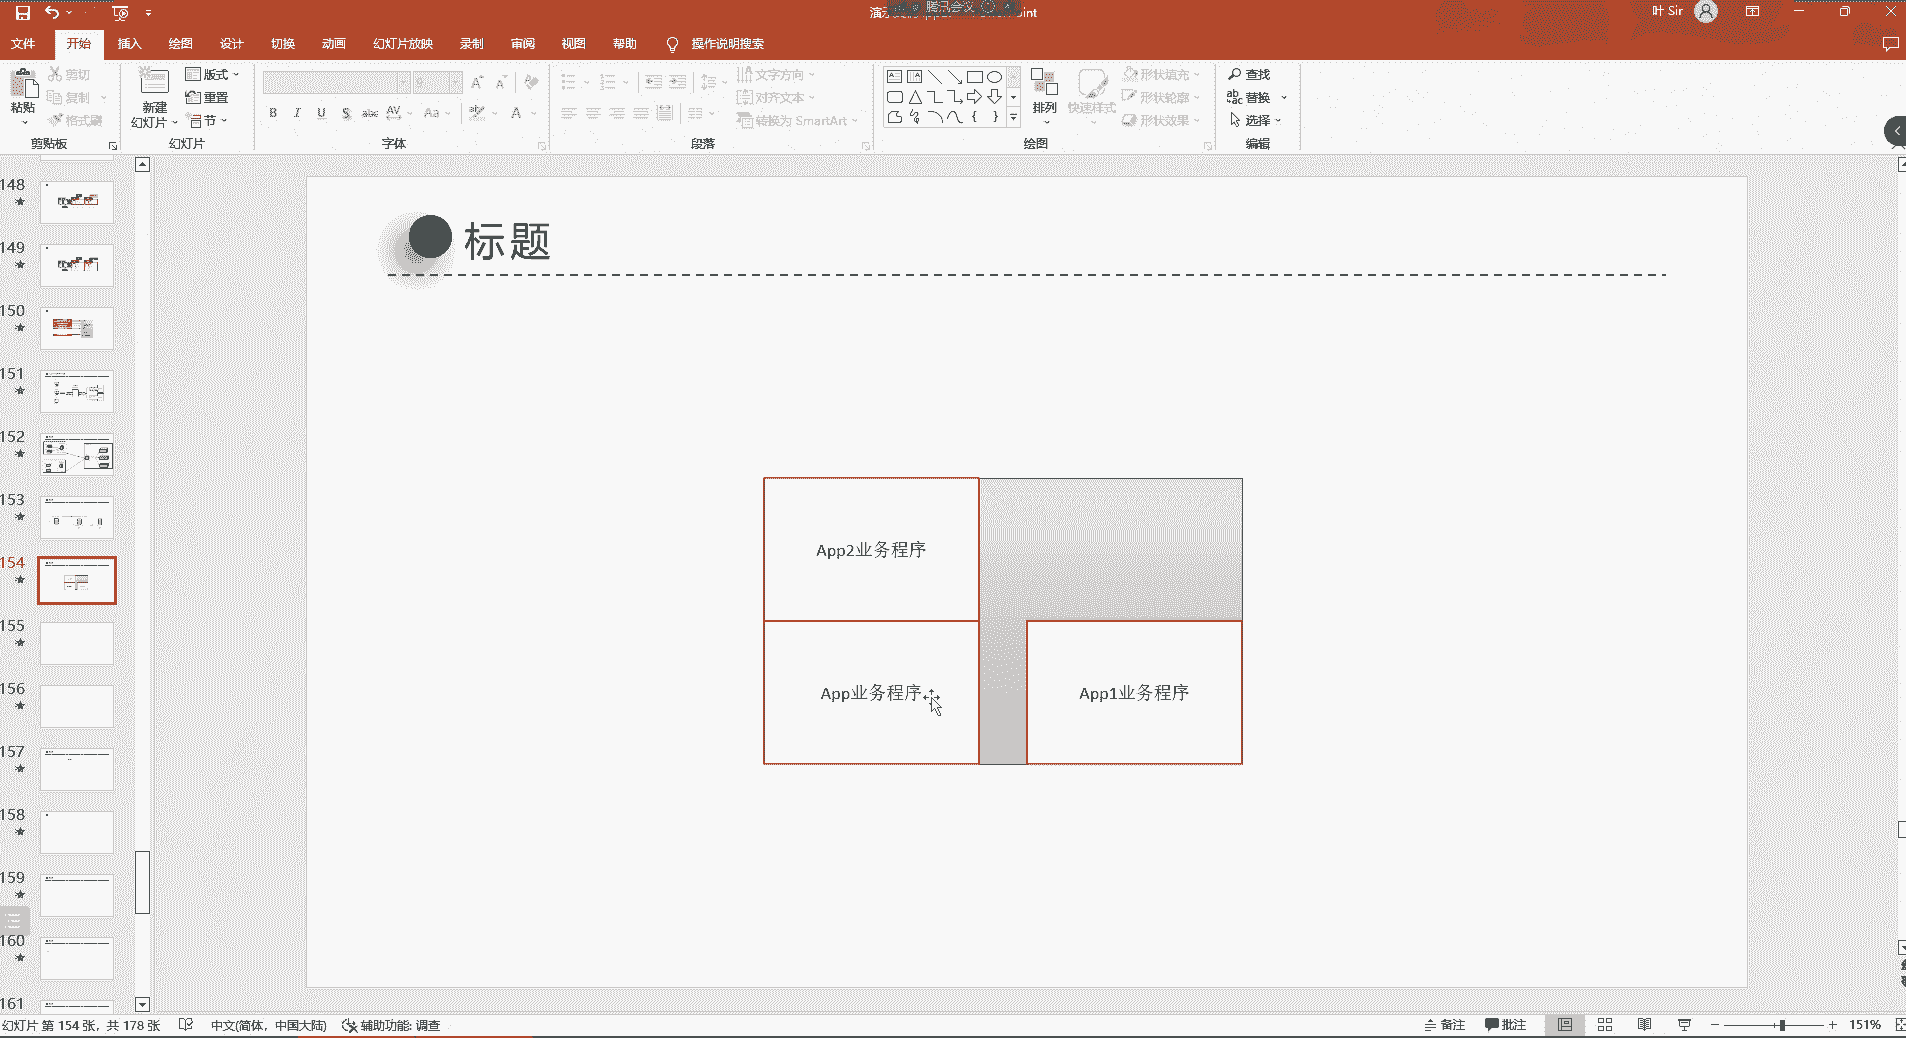 腾讯会议
int
叶 Sir
文件 开始 插入 绘图 设计 切换 动画 幻灯片放映 录制 审阅 视图 帮助 操作说明搜索
剪切
复制
格式刷
粘贴
剪贴板
新建
幻灯片
版式
重置
节
幻灯片
B I U S abc AV Aa A
字体
文字方向
对齐文本
转换为 SmartArt
段落
排列
快速样式
形状填充
形状轮廓
形状效果
绘图
查找
替换
选择
编辑
148
149
150
151
152
153
154
155
156
157
158
159
160
161
标题
App2业务程序
App业务程序
App1业务程序
幻灯片 第 154 张，共 178 张 中文(简体，中国大陆) 辅助功能: 调查 备注 批注 151%